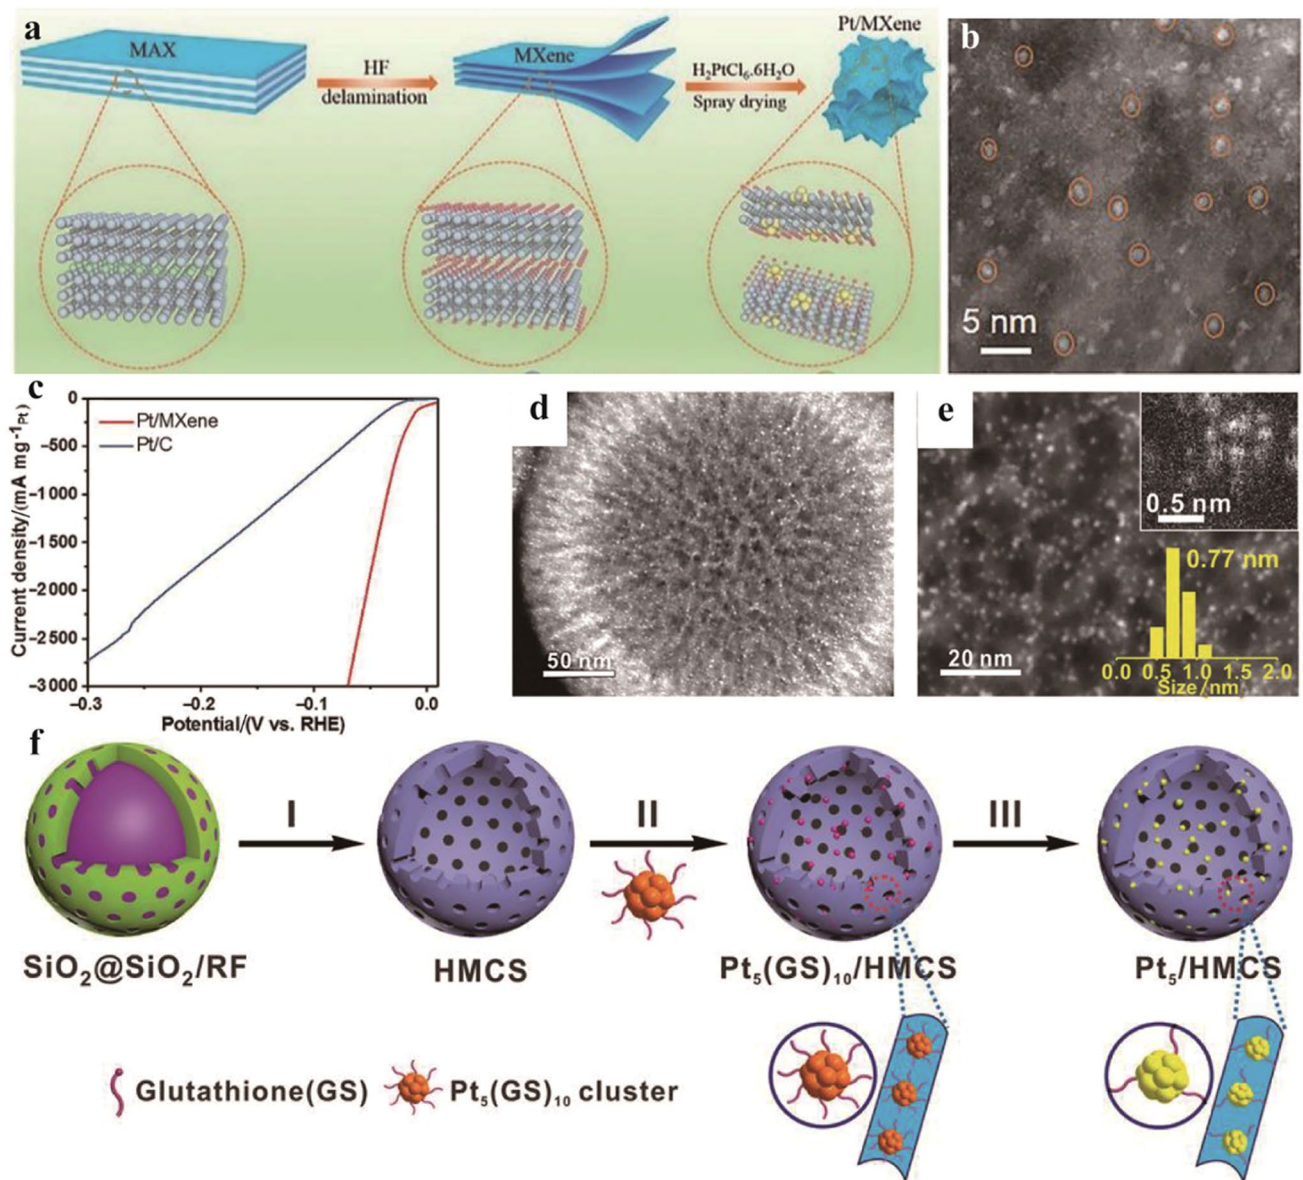 a
MAX
HF
delamination
MXene
H₂PtCl₆.6H₂O
Spray drying
Pt/MXene
b
5 nm
c
Current density/(mA mg⁻¹Pt)
0
−500
−1 000
−1 500
−2 000
−2 500
−3 000
Pt/MXene
Pt/C
−0.3
−0.2
−0.1
0.0
Potential/(V vs. RHE)
d
50 nm
e
0.5 nm
0.77 nm
20 nm
0.0 0.5 1.0 1.5 2.0
Size/nm
f
I
II
III
SiO₂@SiO₂/RF
HMCS
Pt₅(GS)₁₀/HMCS
Pt₅/HMCS
Glutathione(GS)
Pt₅(GS)₁₀ cluster